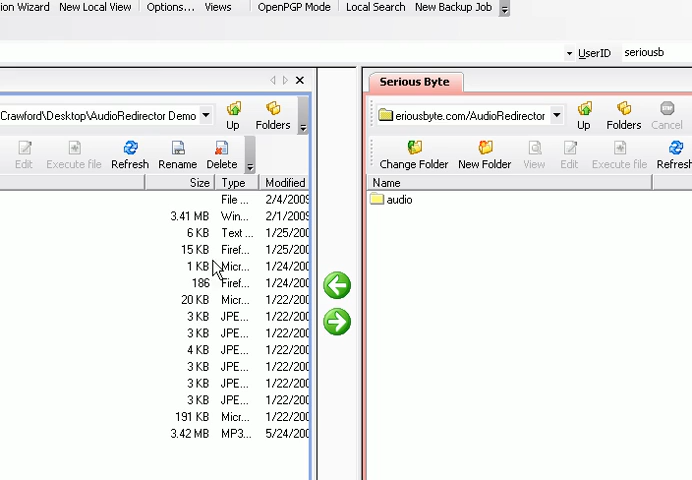 ion Wizard New Local View Options... Views OpenPGP Mode Local Search New Backup Job
UserID seriousb
Serious Byte
Crawford\Desktop\AudioRedirector Demo Up Folders
eriousbyte.com/AudioRedirector Up Folders Cancel
Edit Execute file Refresh Rename Delete
Change Folder New Folder View Edit Execute file Refresh
Size Type Modified
Name
File ... 2/4/2009
audio
3.41 MB Win... 2/1/2009
6 KB Text ... 1/25/200
15 KB Firef... 1/25/200
1 KB Micr... 1/24/200
186 Firef... 1/24/200
20 KB Micr... 1/22/200
3 KB JPE... 1/22/200
3 KB JPE... 1/22/200
4 KB JPE... 1/22/200
3 KB JPE... 1/22/200
3 KB JPE... 1/22/200
3 KB JPE... 1/22/200
191 KB Micr... 1/22/200
3.42 MB MP3... 5/24/200